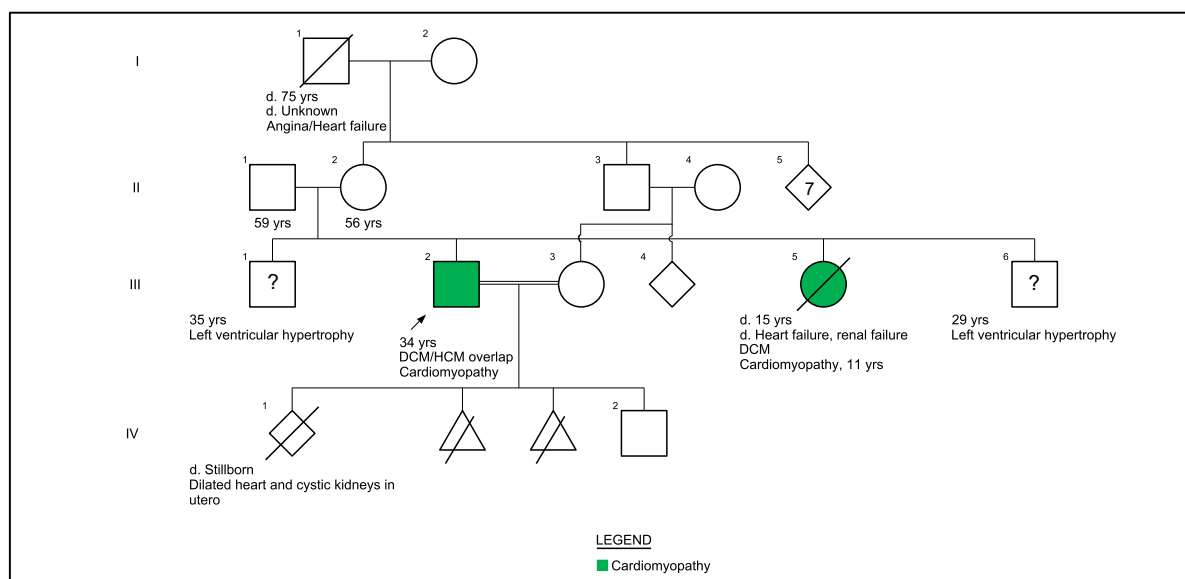 1
2
I
d. 75 yrs
d. Unknown
Angina/Heart failure
1
2
3
4
5
II
7
59 yrs
56 yrs
1
2
3
4
5
6
III
?
?
35 yrs
Left ventricular hypertrophy
34 yrs
DCM/HCM overlap
Cardiomyopathy
d. 15 yrs
d. Heart failure, renal failure
DCM
Cardiomyopathy, 11 yrs
29 yrs
Left ventricular hypertrophy
1
2
IV
d. Stillborn
Dilated heart and cystic kidneys in
utero
LEGEND
Cardiomyopathy